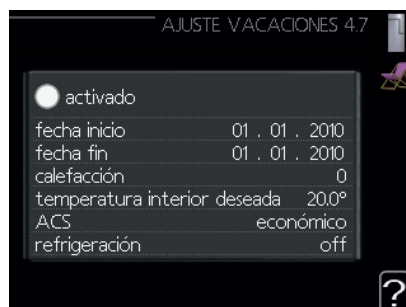 AJUSTE VACACIONES 4.7
activado
fecha inicio 01 . 01 . 2010
fecha fin 01 . 01 . 2010
calefacción 0
temperatura interior deseada 20.0°
ACS económico
refrigeración off
?